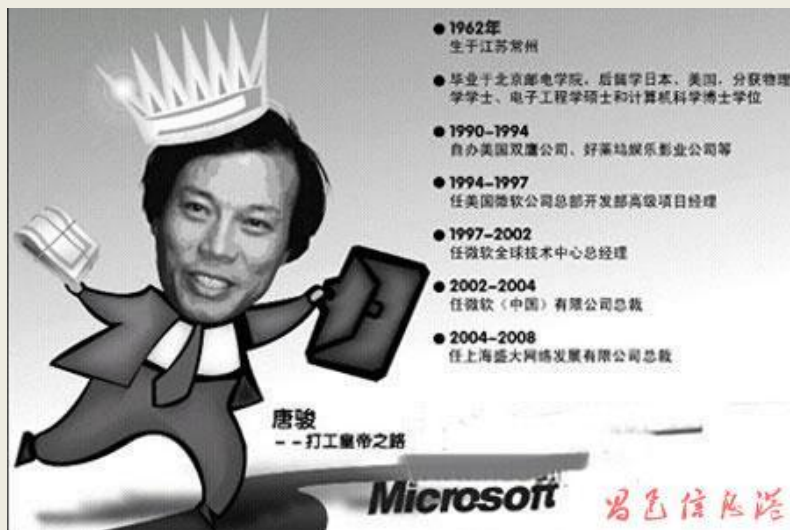 1962年
生于江苏常州
毕业于北京邮电学院、后留学日本、美国，分获物理
学学士、电子工程学硕士和计算机科学博士学位
1990-1994
自办美国双鹰公司、好莱坞娱乐影业公司等
1994-1997
任美国微软公司总部开发部高级项目经理
1997-2002
任微软全球技术中心总经理
2002-2004
任微软（中国）有限公司总裁
2004-2008
任上海盛大网络发展有限公司总裁
唐骏
--打工皇帝之路
Microsoft
昌邑信息港